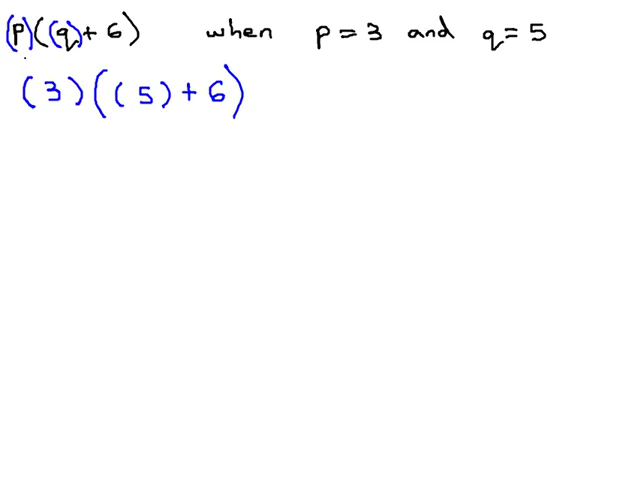 (p)((q)+6) when p=3 and q=5
(3)((5)+6)